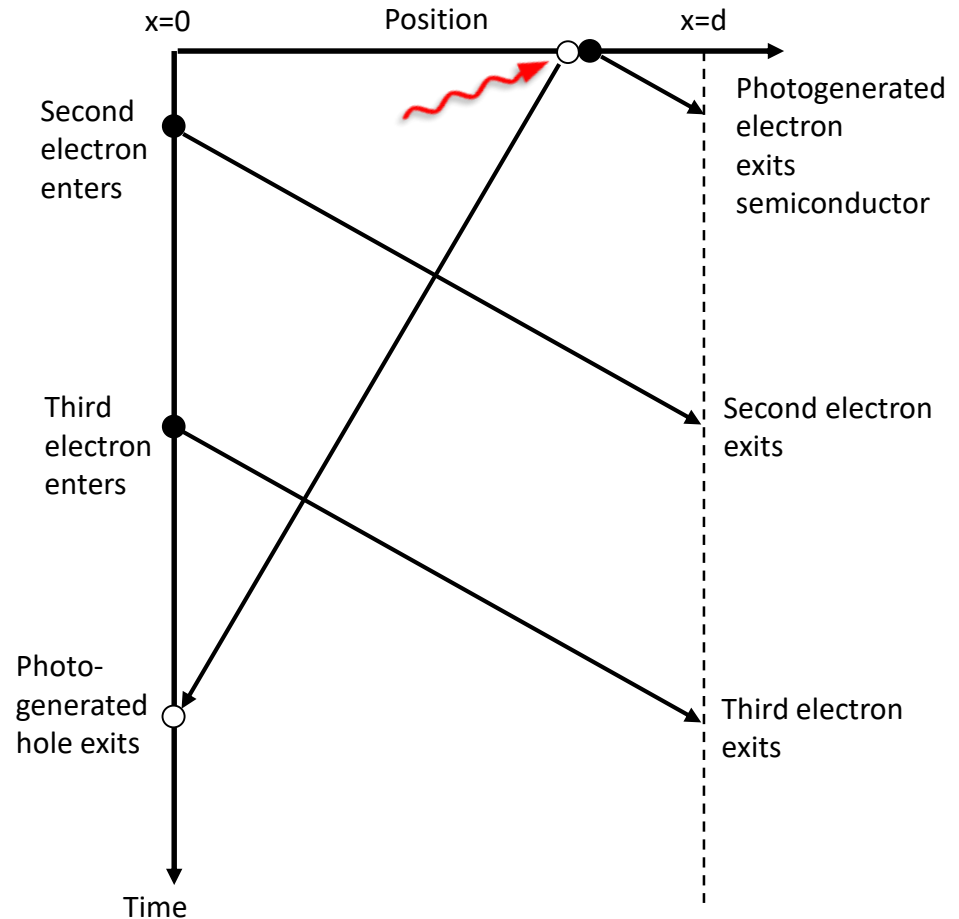 x=0
Position
x=d
Second
electron
enters
Photogenerated
electron
exits
semiconductor
Third
electron
enters
Second electron
exits
Photo-
generated
hole exits
Third electron
exits
Time